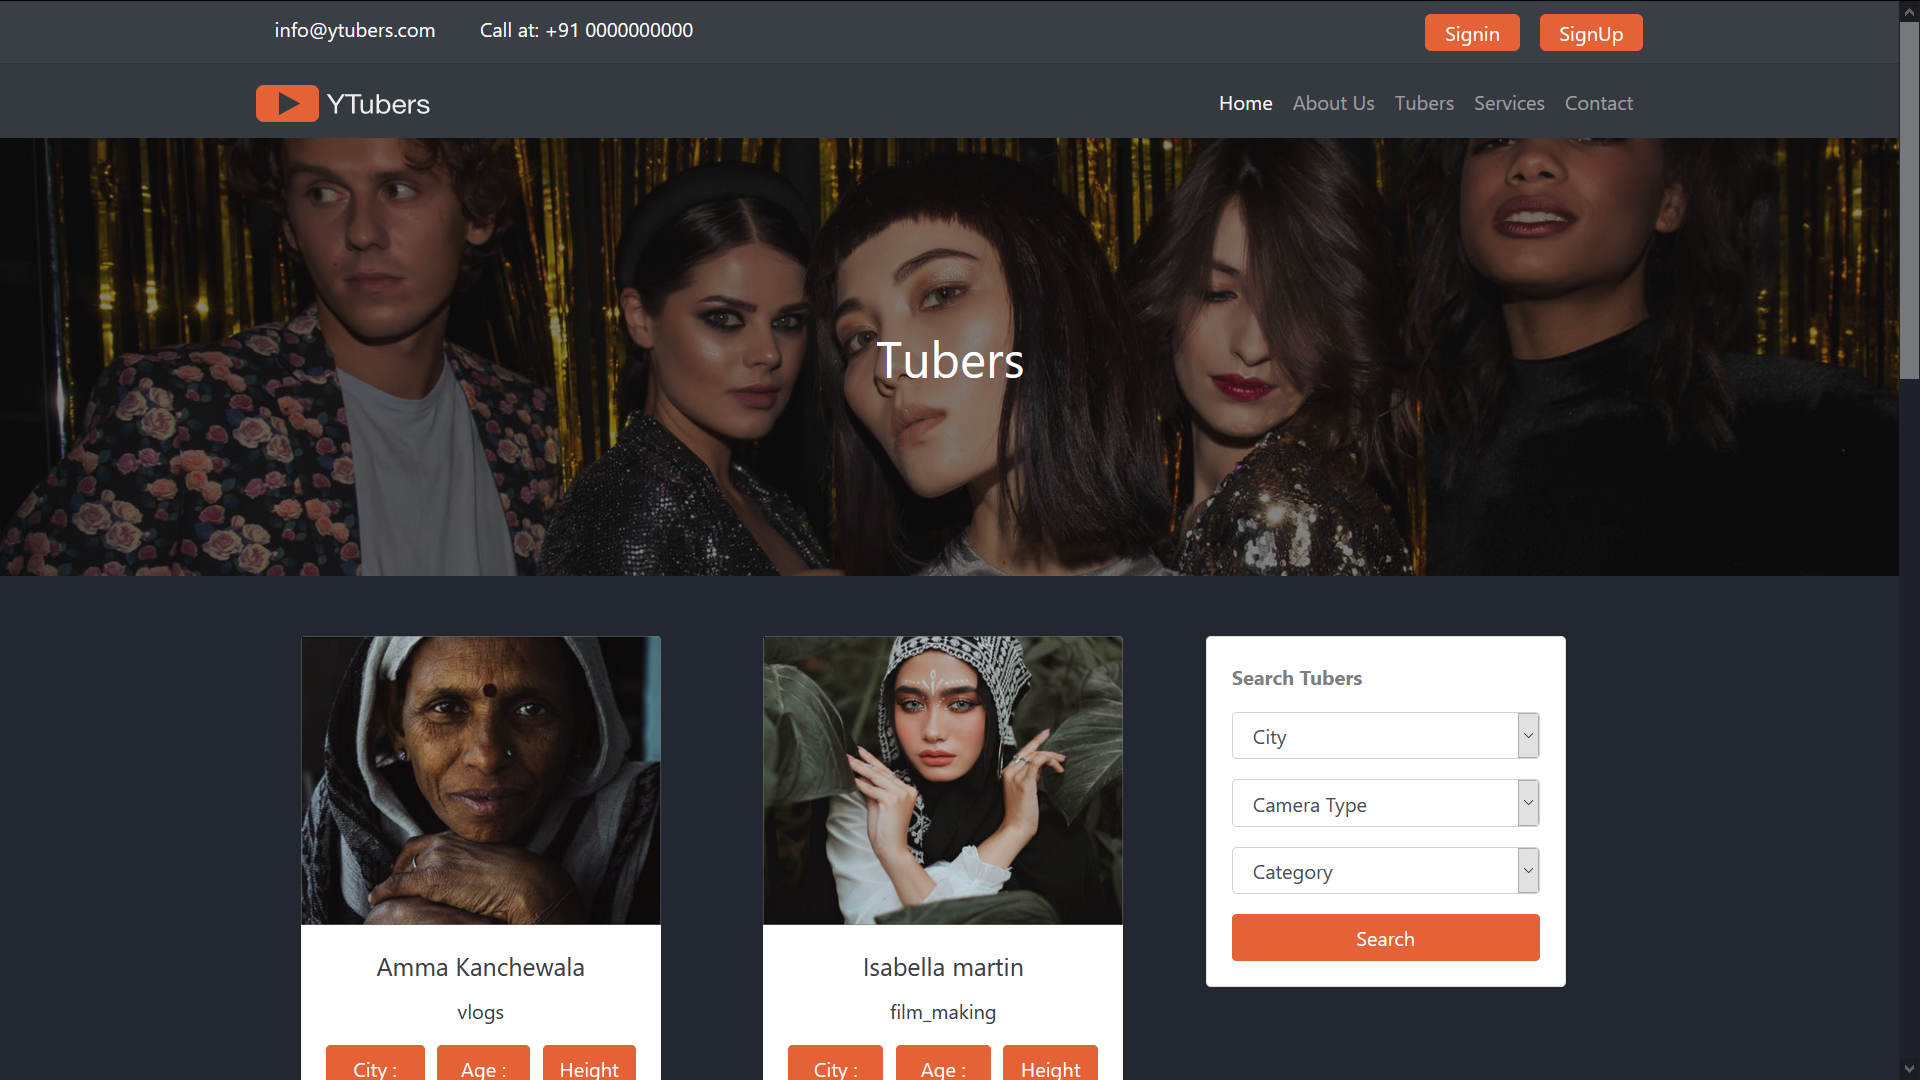 info@ytubers.com Call at: +91 0000000000 Signin SignUp
YTubers Home About Us Tubers Services Contact
Tubers
Amma Kanchewala
vlogs
City : Age : Height
Isabella martin
film_making
City : Age : Height
Search Tubers
City
Camera Type
Category
Search